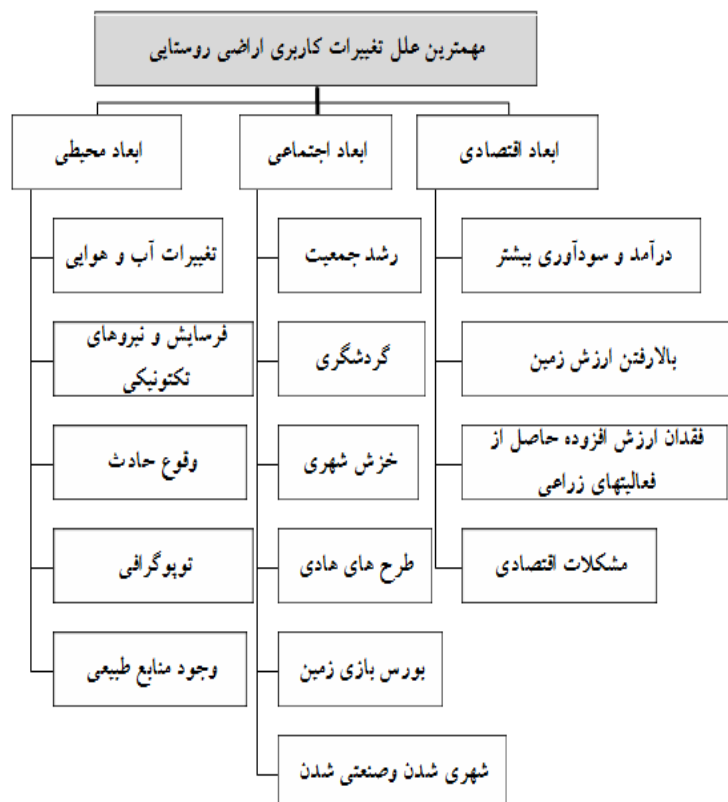 مهمترین علل تغییرات کاربری اراضی روستایی
ابعاد اقتصادی
درآمد و سودآوری بیشتر
بالارفتن ارزش زمین
فقدان ارزش افزوده حاصل از
فعالیتهای زراعی
مشکلات اقتصادی
ابعاد اجتماعی
رشد جمعیت
گردشگری
خزش شهری
طرح های هادی
بورس بازی زمین
شهری شدن وصنعتی شدن
ابعاد محیطی
تغییرات آب و هوایی
فرسایش و نیروهای
تکتونیکی
وقوع حادث
توپوگرافی
وجود منابع طبیعی